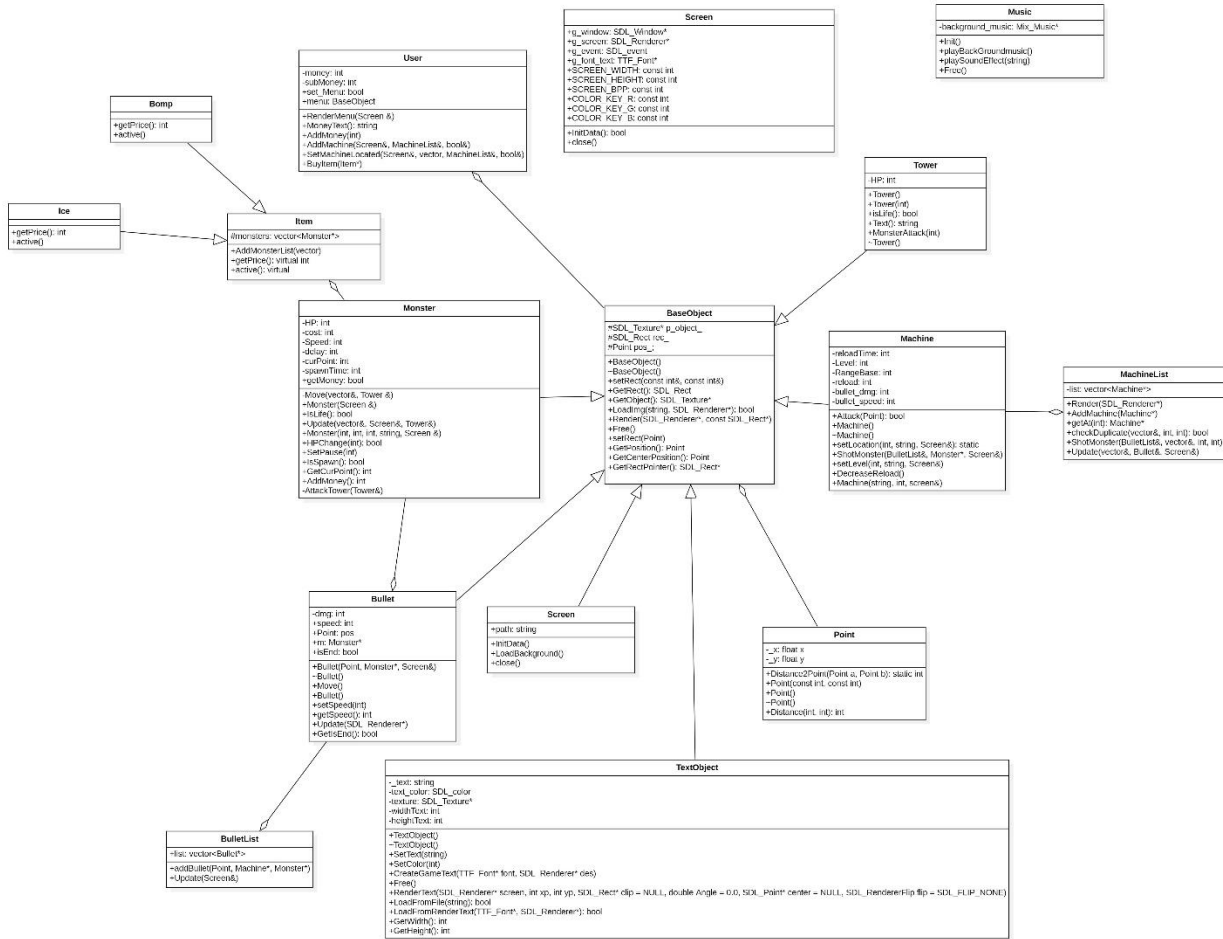 Screen
+g_window: SDL_Window*
+g_screen: SDL_Renderer*
+g_event: SDL_event
+g_font_text: TTF_Font*
+SCREEN_WIDTH: const int
+SCREEN_HEIGHT: const int
+SCREEN_BPP: const int
+COLOR_KEY_R: const int
+COLOR_KEY_G: const int
+COLOR_KEY_B: const int
+InitData(): bool
+close()
Music
-background_music: Mix_Music*
+Init()
+playBackGroundmusic()
+playSoundEffect(string)
+Free()
User
-money: int
-subMoney: int
+set_Menu: bool
+menu: BaseObject
+RenderMenu(Screen &)
+MoneyText(): string
+AddMoney(int)
+AddMachine(Screen&, MachineList&, bool&)
+SetMachineLocated(Screen&, vector, MachineList&, bool&)
+BuyItem(Item*)
Bomp
+getPrice(): int
+active()
Tower
-HP: int
+Tower()
+Tower(int)
+isLife(): bool
+Text(): string
+MonsterAttack(int)
~Tower()
Ice
+getPrice(): int
+active()
Item
#monsters: vector<Monster*>
+AddMonsterList(vector)
+getPrice(): virtual int
+active(): virtual
Monster
-HP: int
-cost: int
-Speed: int
-delay: int
-curPoint: int
-spawnTime: int
+getMoney: bool
-Move(vector&, Tower &)
+Monster(Screen &)
+IsLife(): bool
+Update(vector&, Screen&, Tower&)
+Monster(int, int, int, string, Screen &)
+HPChange(int): bool
+SetPause(int)
+IsSpawn(): bool
+GetCurPoint(): int
+AddMoney(): int
-AttackTower(Tower&)
BaseObject
#SDL_Texture* p_object_
#SDL_Rect rec_
#Point pos_;
+BaseObject()
~BaseObject()
+setRect(const int&, const int&)
+GetRect(): SDL_Rect
+GetObject(): SDL_Texture*
+LoadImg(string, SDL_Renderer*): bool
+Render(SDL_Renderer*, const SDL_Rect*)
+Free()
+setRect(Point)
+GetPosition(): Point
+GetCenterPosition(): Point
+GetRectPointer(): SDL_Rect*
Machine
-reloadTime: int
-Level: int
-RangeBase: int
-reload: int
-bullet_dmg: int
-bullet_speed: int
+Attack(Point): bool
+Machine()
~Machine()
+setLocation(int, string, Screen&): static
+ShotMonster(BulletList&, Monster*, Screen&)
+setLevel(int, string, Screen&)
+DecreaseReload()
+Machine(string, int, screen&)
MachineList
-list: vector<Machine*>
+Render(SDL_Renderer*)
+AddMachine(Machine*)
+getAt(int): Machine*
+checkDuplicate(vector&, int, int): bool
+ShotMonster(BulletList&, vector&, int, int)
+Update(vector&, Bullet&, Screen&)
Bullet
-dmg: int
+speed: int
+Point: pos
+m: Monster*
+isEnd: bool
+Bullet(Point, Monster*, Screen&)
~Bullet()
+Move()
+Bullet()
+setSpeed(int)
+getSpeed(): int
+Update(SDL_Renderer*)
+GetisEnd(): bool
Screen
+path: string
+InitData()
+LoadBackground()
+close()
Point
-_x: float x
-_y: float y
+Distance2Point(Point a, Point b): static int
+Point(const int, const int)
+Point()
~Point()
+Distance(int, int): int
TextObject
-_text: string
-text_color: SDL_color
-texture: SDL_Texture*
-widthText: int
-heightText: int
+TextObject()
~TextObject()
+SetText(string)
+SetColor(int)
+CreateGameText(TTF_Font* font, SDL_Renderer* des)
+Free()
+RenderText(SDL_Renderer* screen, int xp, int yp, SDL_Rect* clip = NULL, double Angle = 0.0, SDL_Point* center = NULL, SDL_RendererFlip flip = SDL_FLIP_NONE)
+LoadFromFile(string): bool
+LoadFromRenderText(TTF_Font*, SDL_Renderer*): bool
+GetWidth(): int
+GetHeight(): int
BulletList
+list: vector<Bullet*>
+addBullet(Point, Machine*, Monster*)
+Update(Screen&)